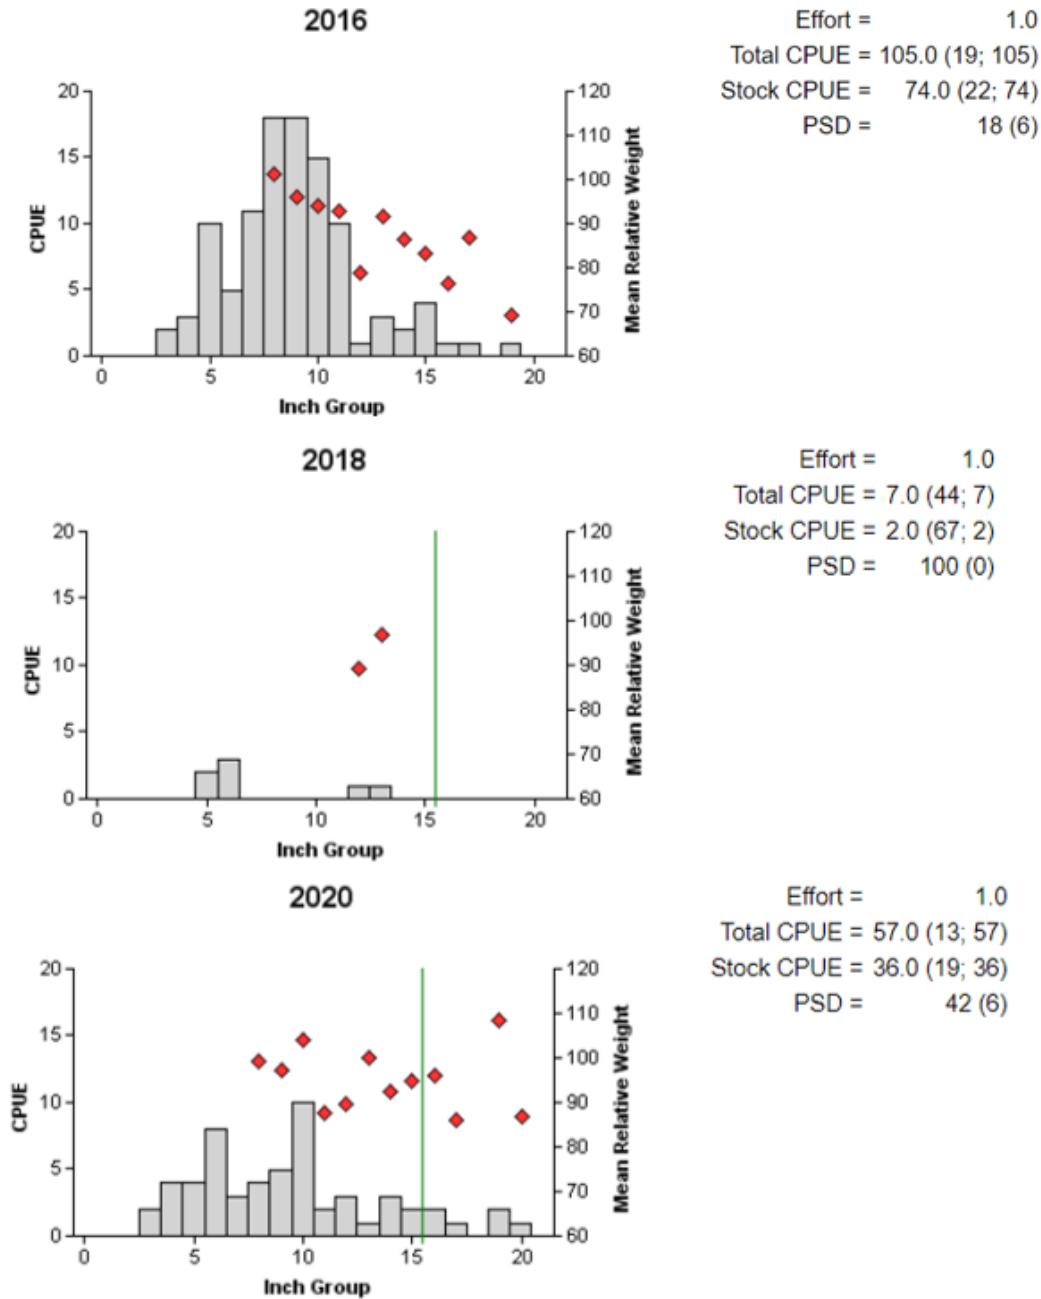 2016
Effort = 1.0
Total CPUE = 105.0 (19; 105)
Stock CPUE = 74.0 (22; 74)
PSD = 18 (6)
20
15
10
5
0
CPUE
120
110
100
90
80
70
60
Mean Relative Weight
0 5 10 15 20
Inch Group
2018
Effort = 1.0
Total CPUE = 7.0 (44; 7)
Stock CPUE = 2.0 (67; 2)
PSD = 100 (0)
20
15
10
5
0
CPUE
120
110
100
90
80
70
60
Mean Relative Weight
0 5 10 15 20
Inch Group
2020
Effort = 1.0
Total CPUE = 57.0 (13; 57)
Stock CPUE = 36.0 (19; 36)
PSD = 42 (6)
20
15
10
5
0
CPUE
120
110
100
90
80
70
60
Mean Relative Weight
0 5 10 15 20
Inch Group